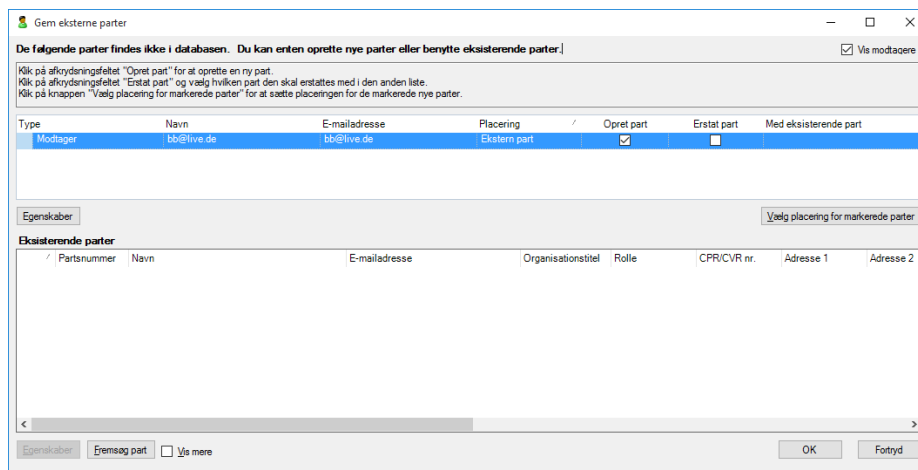 Gem eksterne parter
De følgende parter findes ikke i databasen. Du kan enten oprette nye parter eller benytte eksisterende parter.
Vis modtagere
Klik på afkrydsningsfeltet "Opret part" for at oprette en ny part.
Klik på afkrydsningsfeltet "Erstat part" og vælg hvilken part den skal erstattes med i den anden liste.
Klik på knappen "Vælg placering for markerede parter" for at sætte placeringen for de markerede nye parter.
Type Navn E-mailadresse Placering Opret part Erstat part Med eksisterende part
Modtager bb@live.de bb@live.de Ekstern part
Egenskaber Vælg placering for markerede parter
Eksisterende parter
Partsnummer Navn E-mailadresse Organisationstitel Rolle CPR/CVR nr. Adresse 1 Adresse 2
Egenskaber Fremsøg part Vis mere OK Fortryd